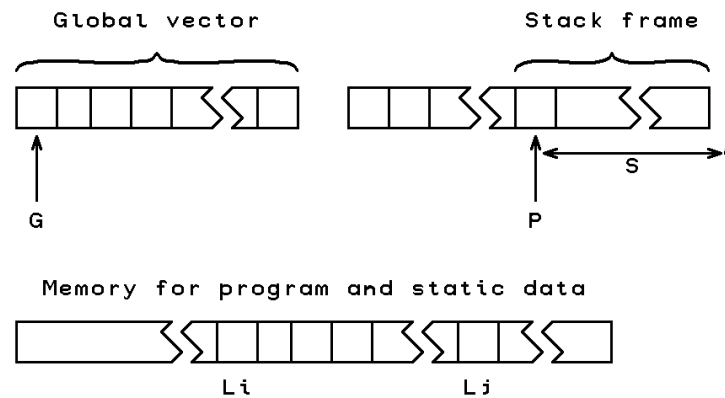 Global vector
Stack frame
S
G
P
Memory for program and static data
Li
Lj